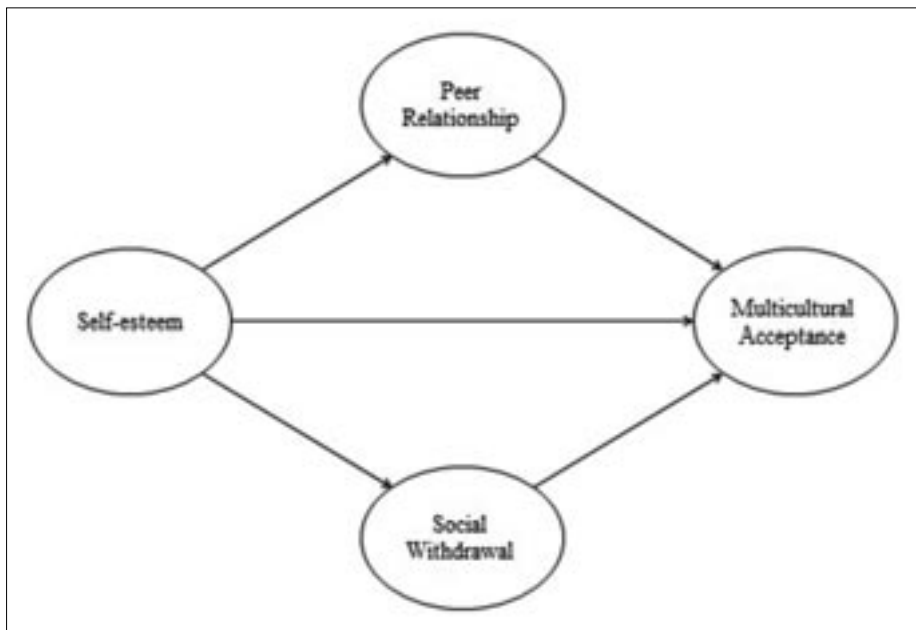 Peer
Relationship
Self-esteem
Multicultural
Acceptance
Social
Withdrawal